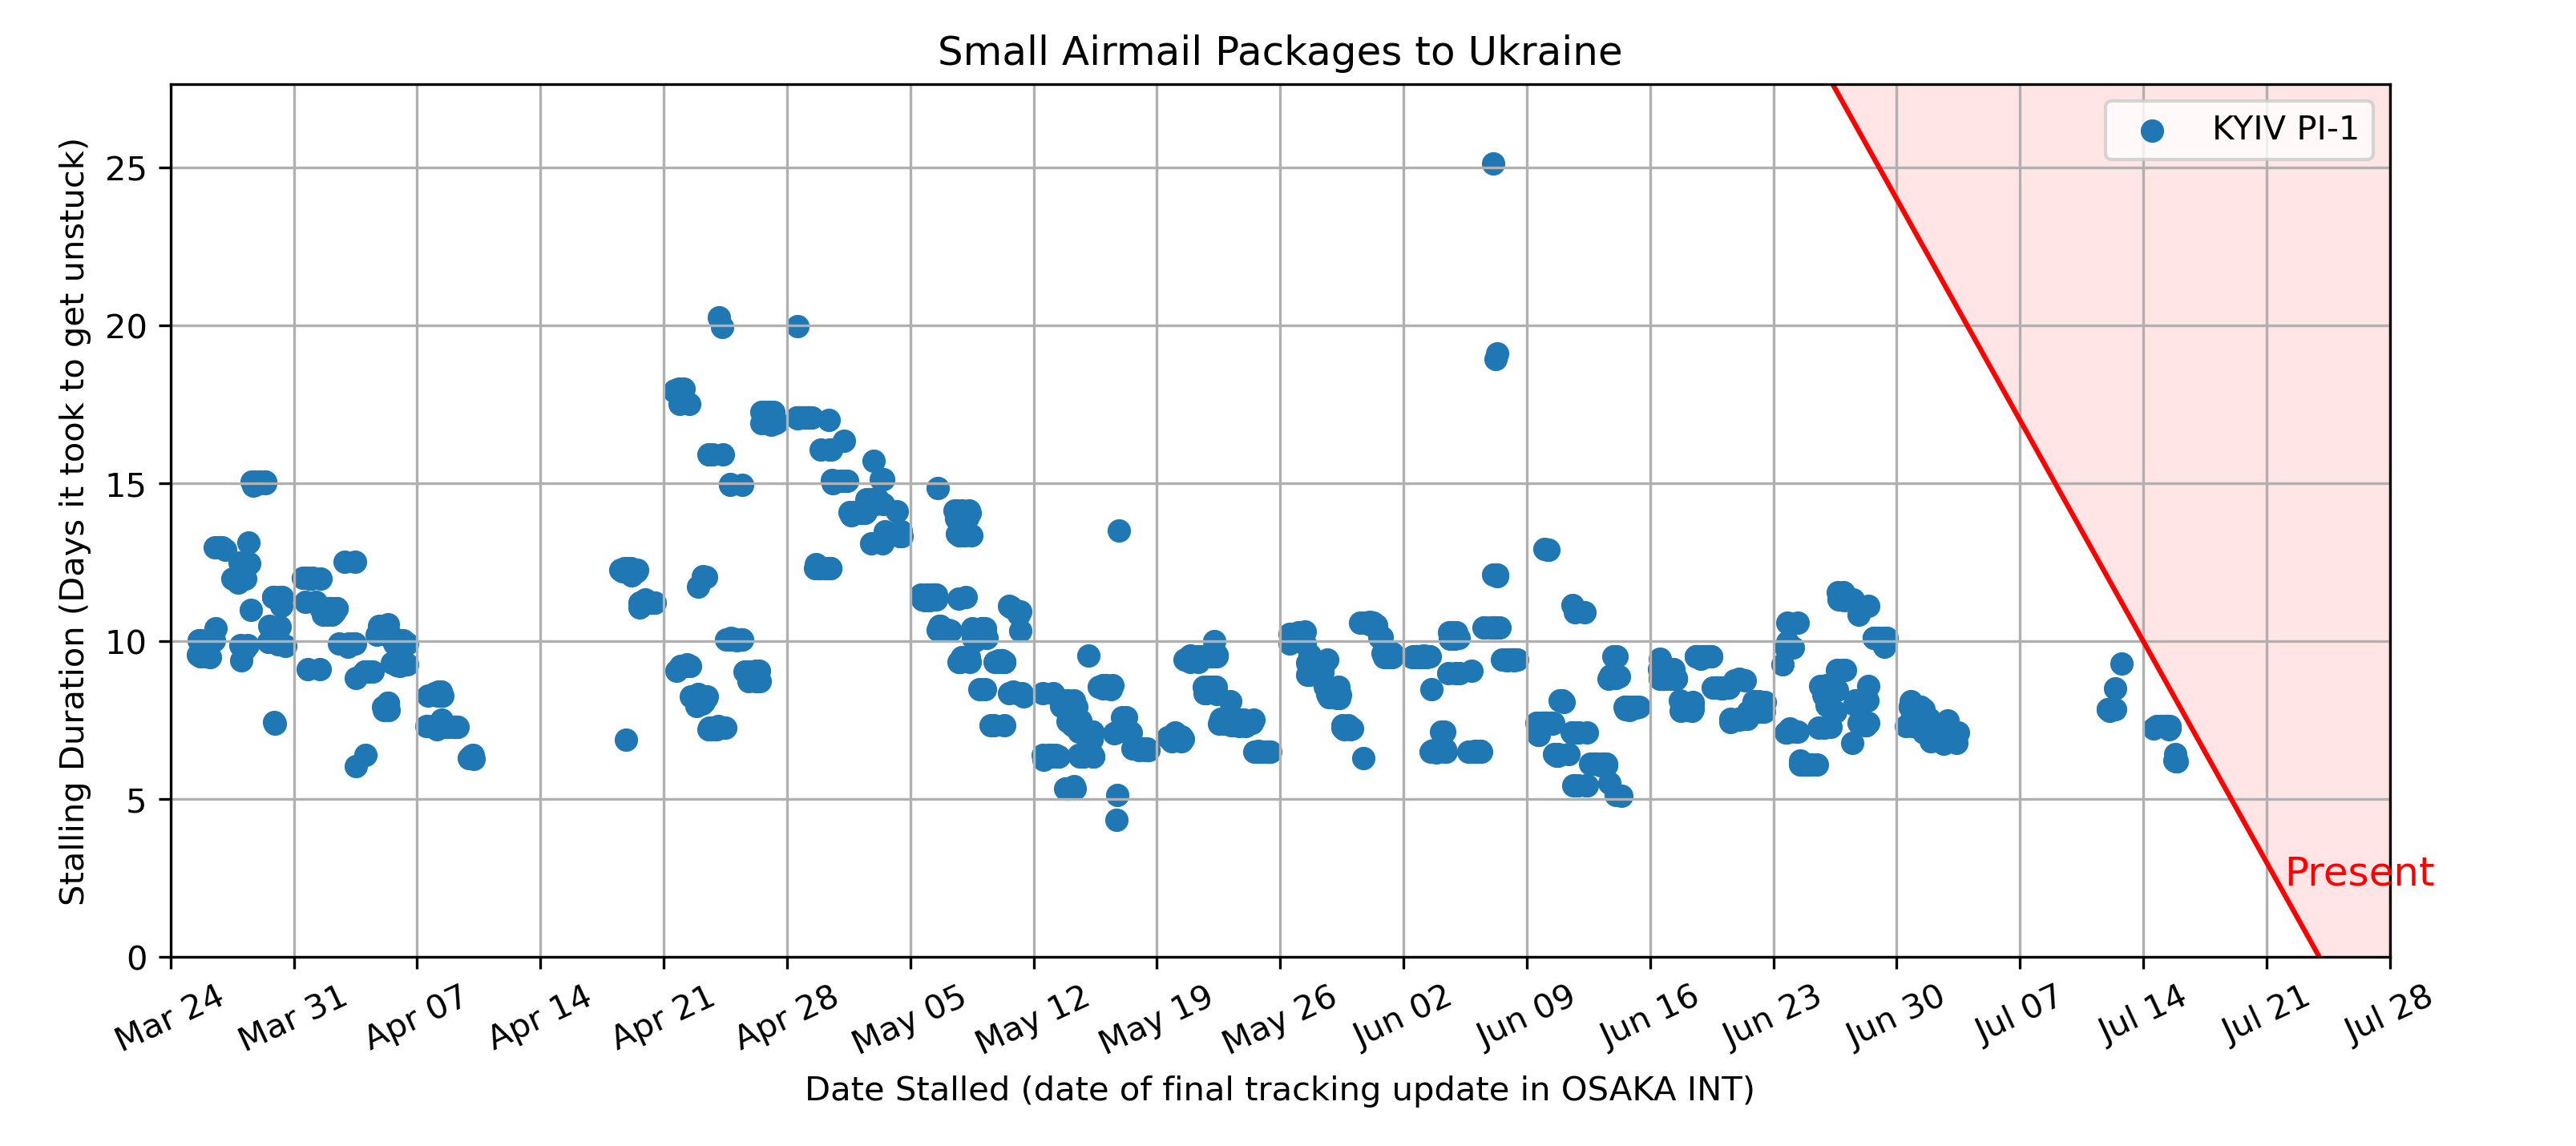 Small Airmail Packages to Ukraine
KYIV PI-1
Stalling Duration (Days it took to get unstuck)
25
20
15
10
5
0
Present
Mar 24
Mar 31
Apr 07
Apr 14
Apr 21
Apr 28
May 05
May 12
May 19
May 26
Jun 02
Jun 09
Jun 16
Jun 23
Jun 30
Jul 07
Jul 14
Jul 21
Jul 28
Date Stalled (date of final tracking update in OSAKA INT)